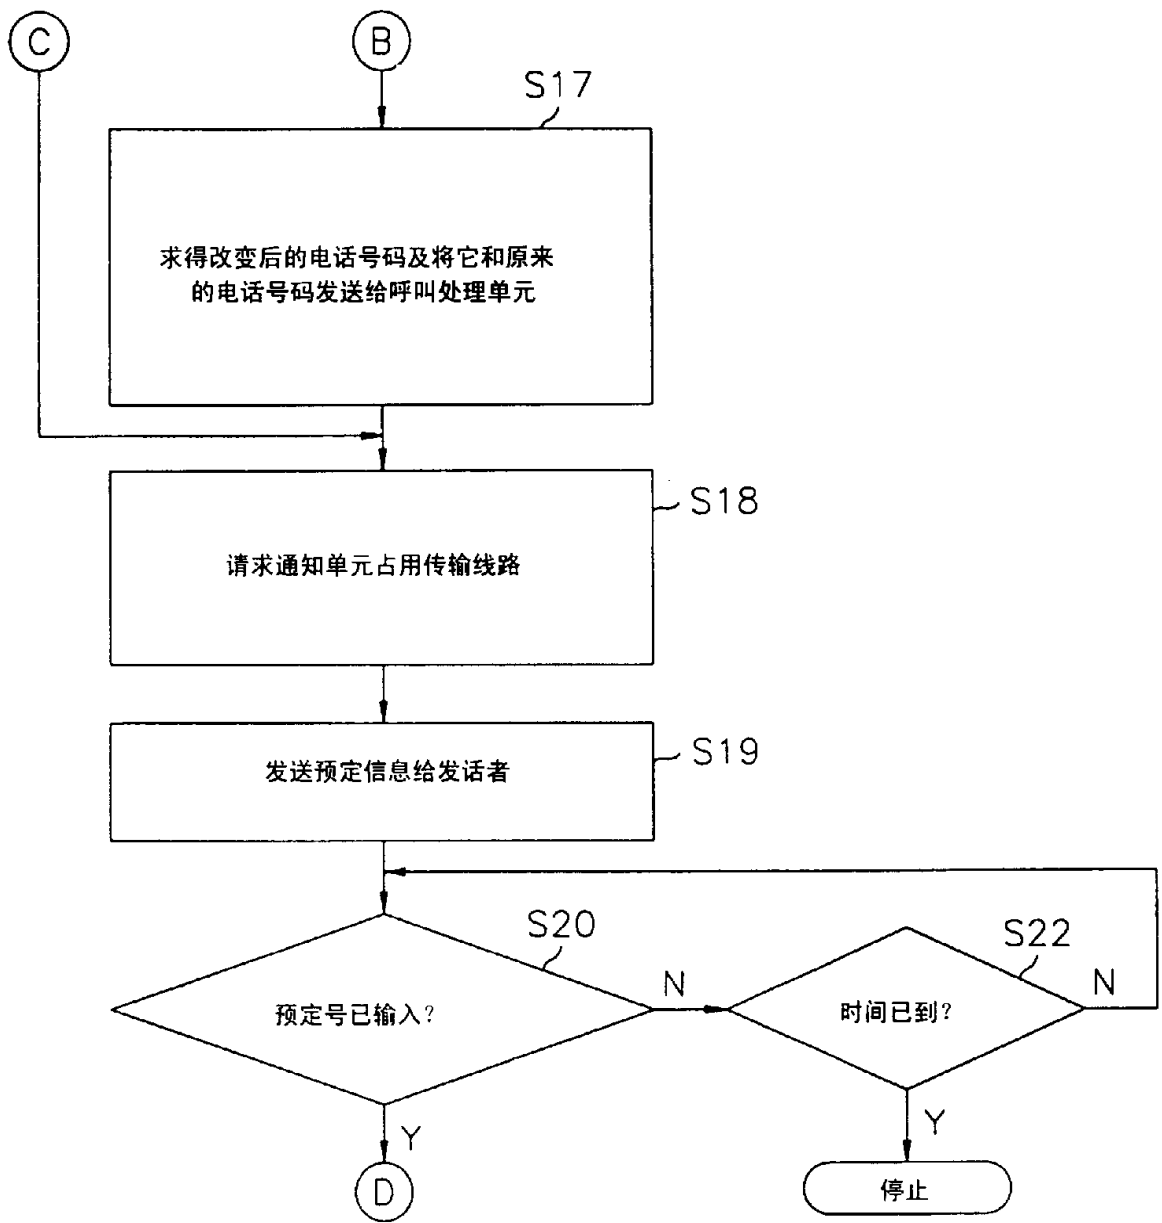 C
B
S17
求得改变后的电话号码及将它和原来
的电话号码发送给呼叫处理单元
S18
请求通知单元占用传输线路
S19
发送预定信息给发话者
S20
预定号已输入?
N
S22
时间已到?
N
Y
Y
D
停止